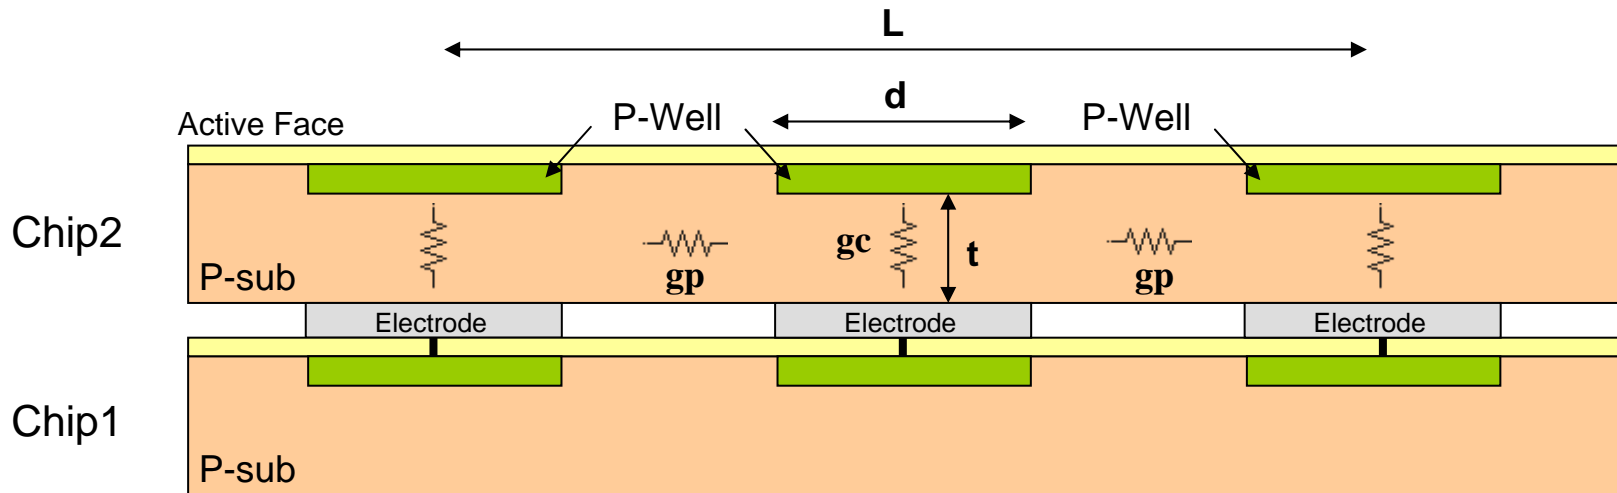 L
d
P-Well
P-Well
Active Face
Chip2
gc
t
gp
gp
P-sub
Electrode
Electrode
Electrode
Chip1
P-sub